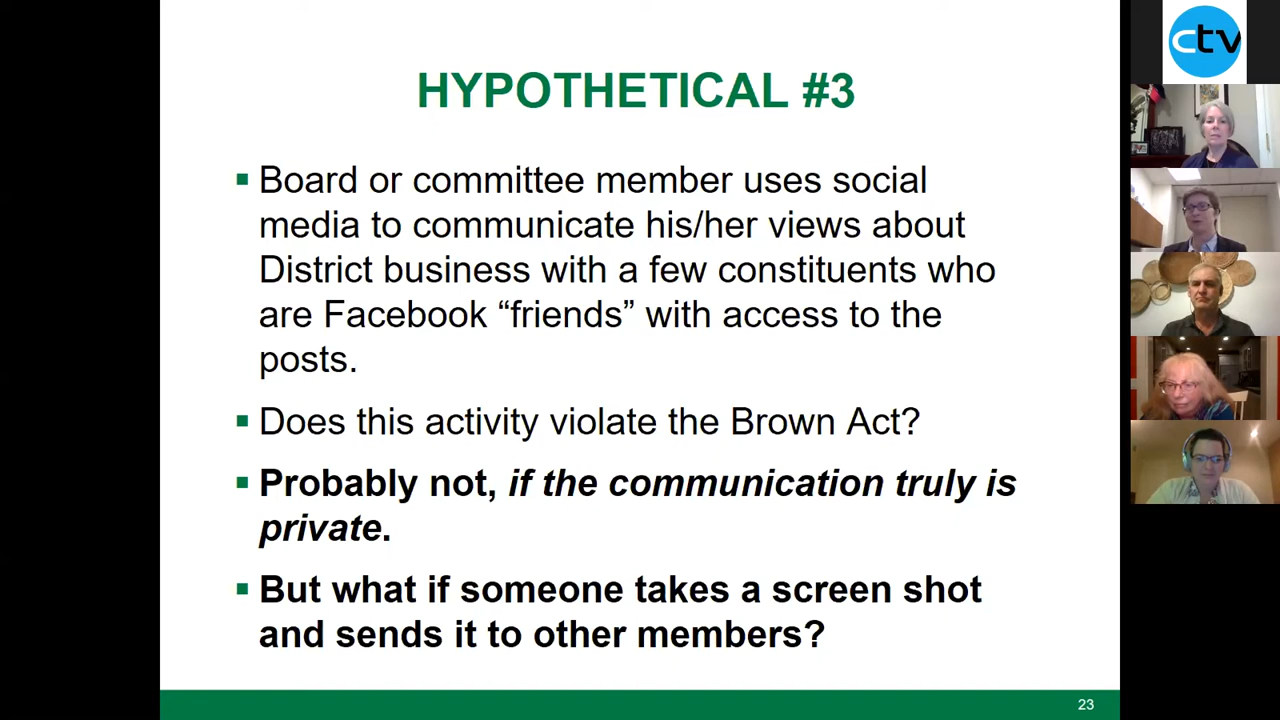 HYPOTHETICAL #3
▪ Board or committee member uses social
media to communicate his/her views about
District business with a few constituents who
are Facebook “friends” with access to the
posts.
▪ Does this activity violate the Brown Act?
▪ Probably not, if the communication truly is
private.
▪ But what if someone takes a screen shot
and sends it to other members?
23
ctv